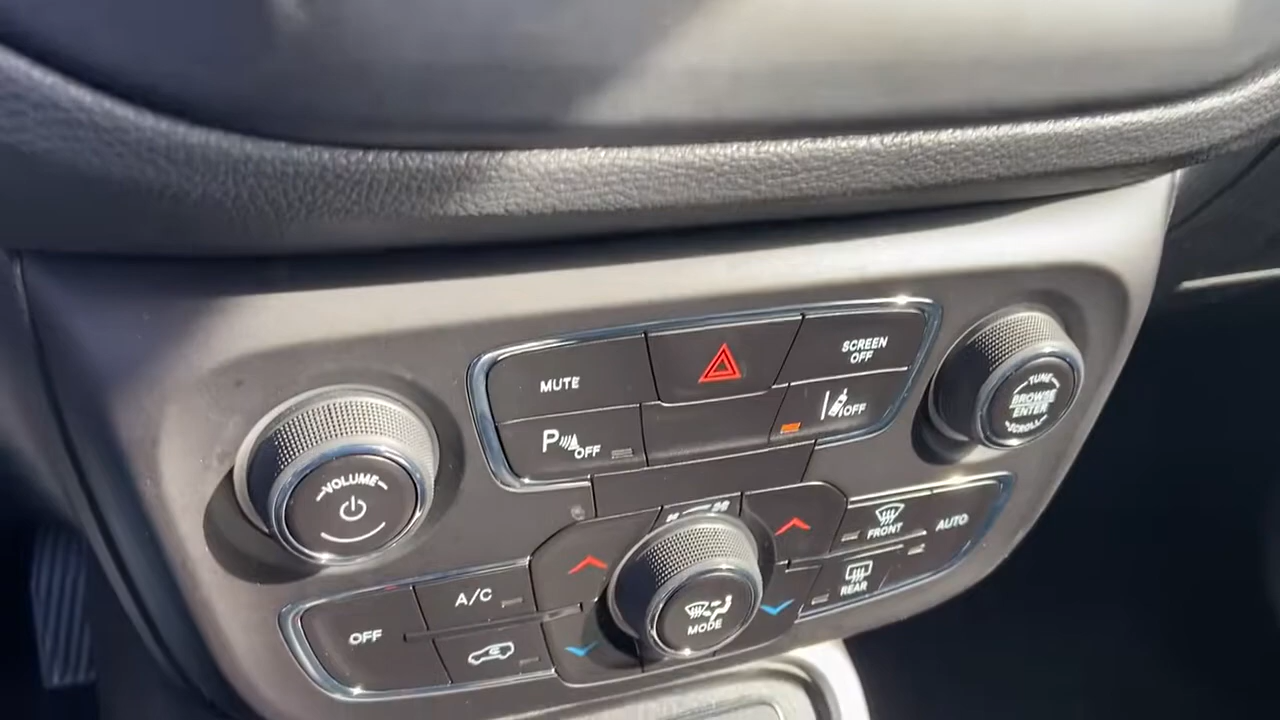 MUTE
SCREEN
OFF
P OFF
OFF
VOLUME
TUNE
BROWSE
ENTER
SCROLL
FRONT
AUTO
REAR
A/C
OFF
MODE